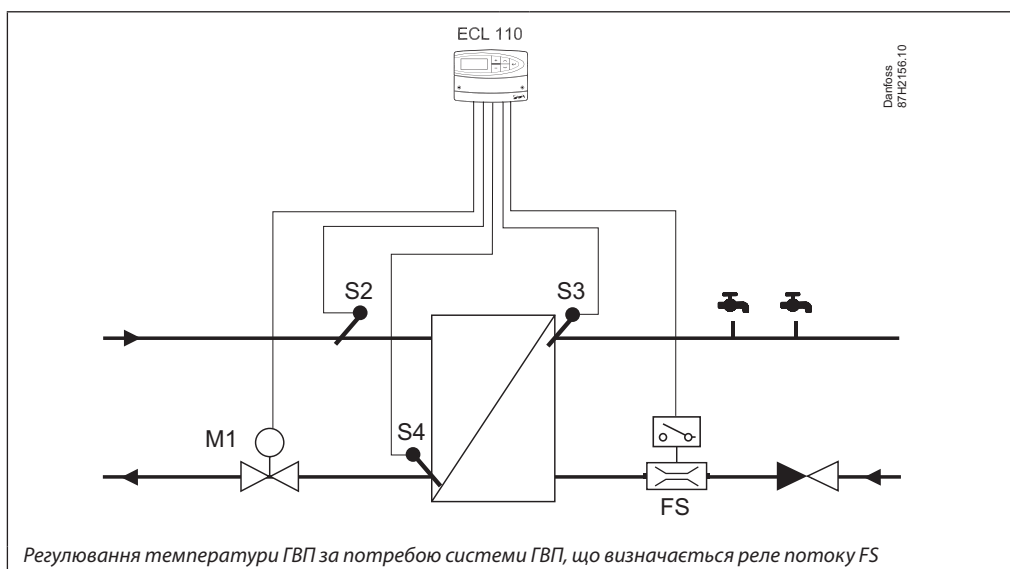 ECL 110
Danfoss
87H2156.10
S2
S3
M1
S4
FS
Регулювання температури ГВП за потребою системи ГВП, що визначається реле потоку FS